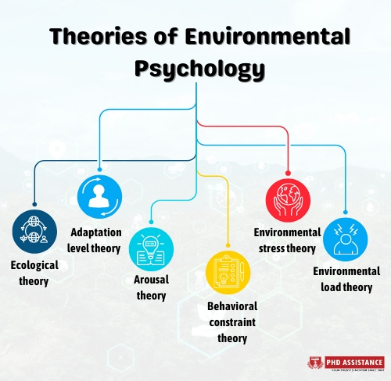 Theories of Environmental
Psychology
Ecological
theory
Adaptation
level theory
Arousal
theory
Behavioral
constraint
theory
Environmental
stress theory
Environmental
load theory
PHD ASSISTANCE